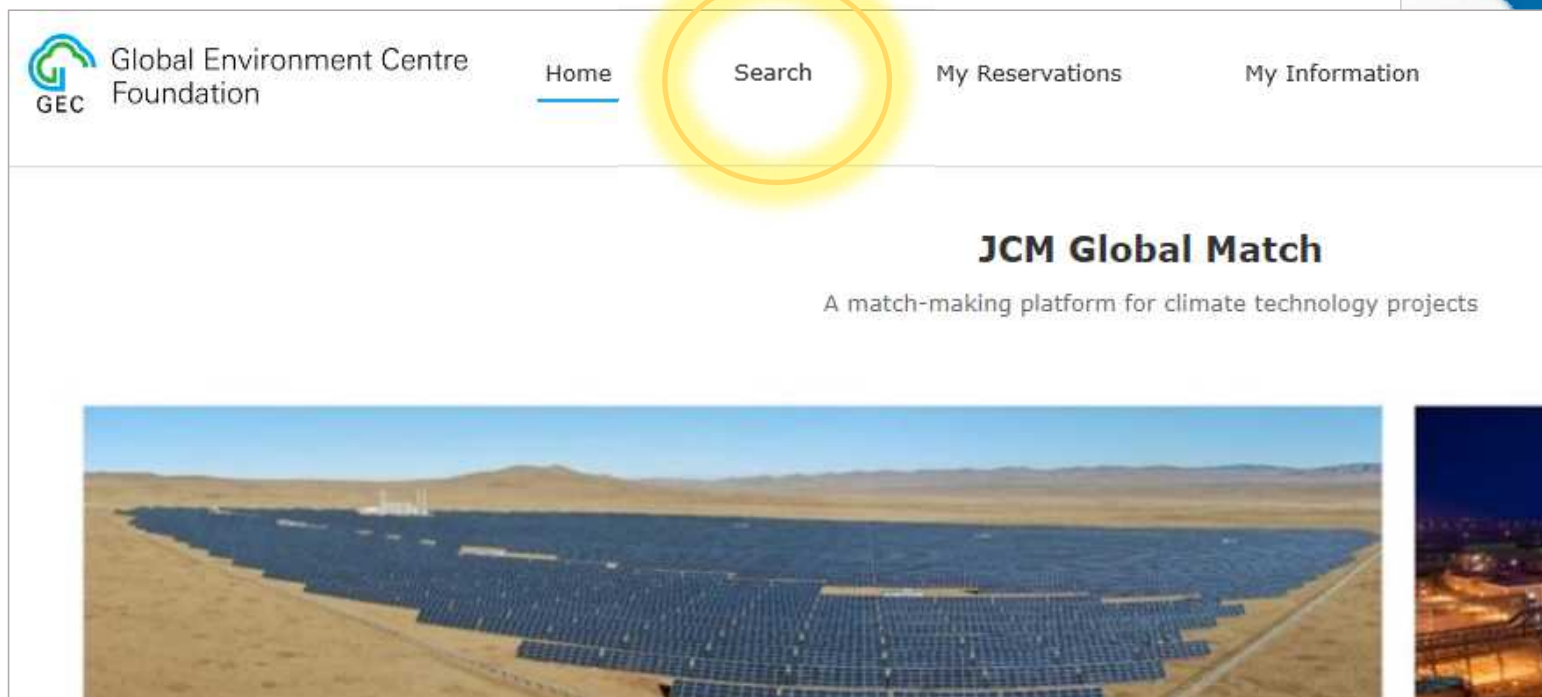 Global Environment Centre
Foundation
GEC
Home
Search
My Reservations
My Information
JCM Global Match
A match-making platform for climate technology projects